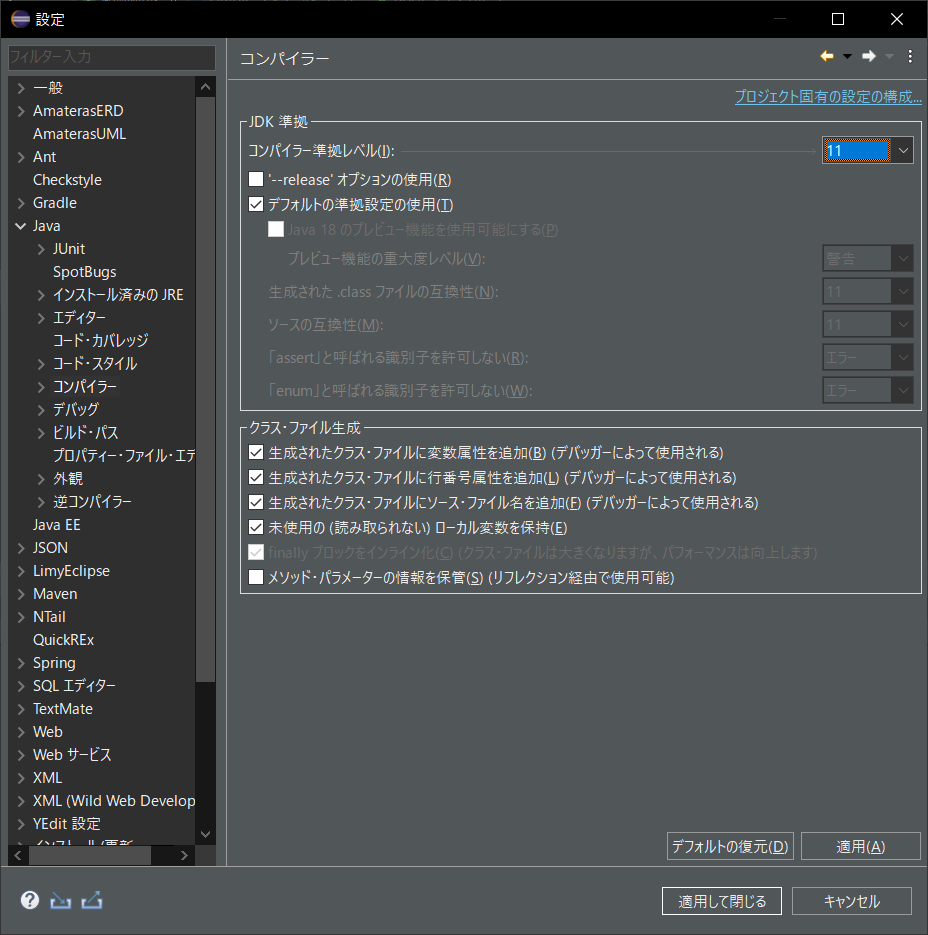 設定
フィルター入力
一般
AmaterasERD
AmaterasUML
Ant
Checkstyle
Gradle
Java
JUnit
SpotBugs
インストール済みの JRE
エディター
コード・カバレッジ
コード・スタイル
コンパイラー
デバッグ
ビルド・パス
プロパティー・ファイル・エデ
外観
逆コンパイラー
Java EE
JSON
LimyEclipse
Maven
NTail
QuickREx
Spring
SQL エディター
TextMate
Web
Web サービス
XML
XML (Wild Web Develop
YEdit 設定
インストール/更新
コンパイラー
プロジェクト固有の設定の構成...
JDK 準拠
コンパイラー準拠レベル(I): 11
'--release' オプションの使用(R)
デフォルトの準拠設定の使用(T)
Java 18 のプレビュー機能を使用可能にする(P)
プレビュー機能の重大度レベル(V): 警告
生成された .class ファイルの互換性(N): 11
ソースの互換性(M): 11
「assert」と呼ばれる識別子を許可しない(R): エラー
「enum」と呼ばれる識別子を許可しない(W): エラー
クラス・ファイル生成
生成されたクラス・ファイルに変数属性を追加(B) (デバッガーによって使用される)
生成されたクラス・ファイルに行番号属性を追加(L) (デバッガーによって使用される)
生成されたクラス・ファイルにソース・ファイル名を追加(F) (デバッガーによって使用される)
未使用の (読み取られない) ローカル変数を保持(E)
finally ブロックをインライン化(C) (クラス・ファイルは大きくなりますが、パフォーマンスは向上します)
メソッド・パラメーターの情報を保管(S) (リフレクション経由で使用可能)
デフォルトの復元(D)
適用(A)
適用して閉じる
キャンセル